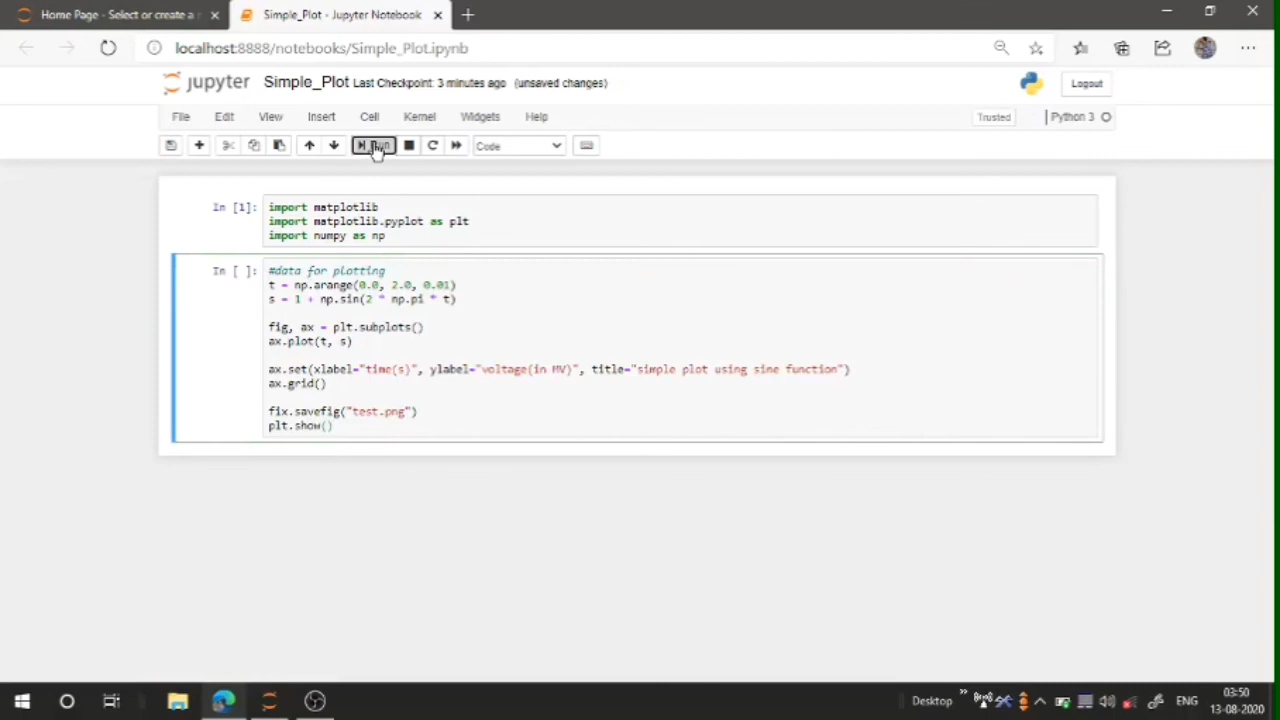 Home Page - Select or create a
Simple_Plot - Jupyter Notebook
localhost:8888/notebooks/Simple_Plot.ipynb
jupyter Simple_Plot Last Checkpoint: 3 minutes ago (unsaved changes)
Logout
File Edit View Insert Cell Kernel Widgets Help
Trusted
Python 3
Code
In [1]:
import matplotlib
import matplotlib.pyplot as plt
import numpy as np
In [ ]:
#data for plotting
t = np.arange(0.0, 2.0, 0.01)
s = 1 + np.sin(2 * np.pi * t)
fig, ax = plt.subplots()
ax.plot(t, s)
ax.set(xlabel="time(s)", ylabel="voltage(in MV)", title="simple plot using sine function")
ax.grid()
fix.savefig("test.png")
plt.show()
Desktop
ENG
03:50
13-08-2020